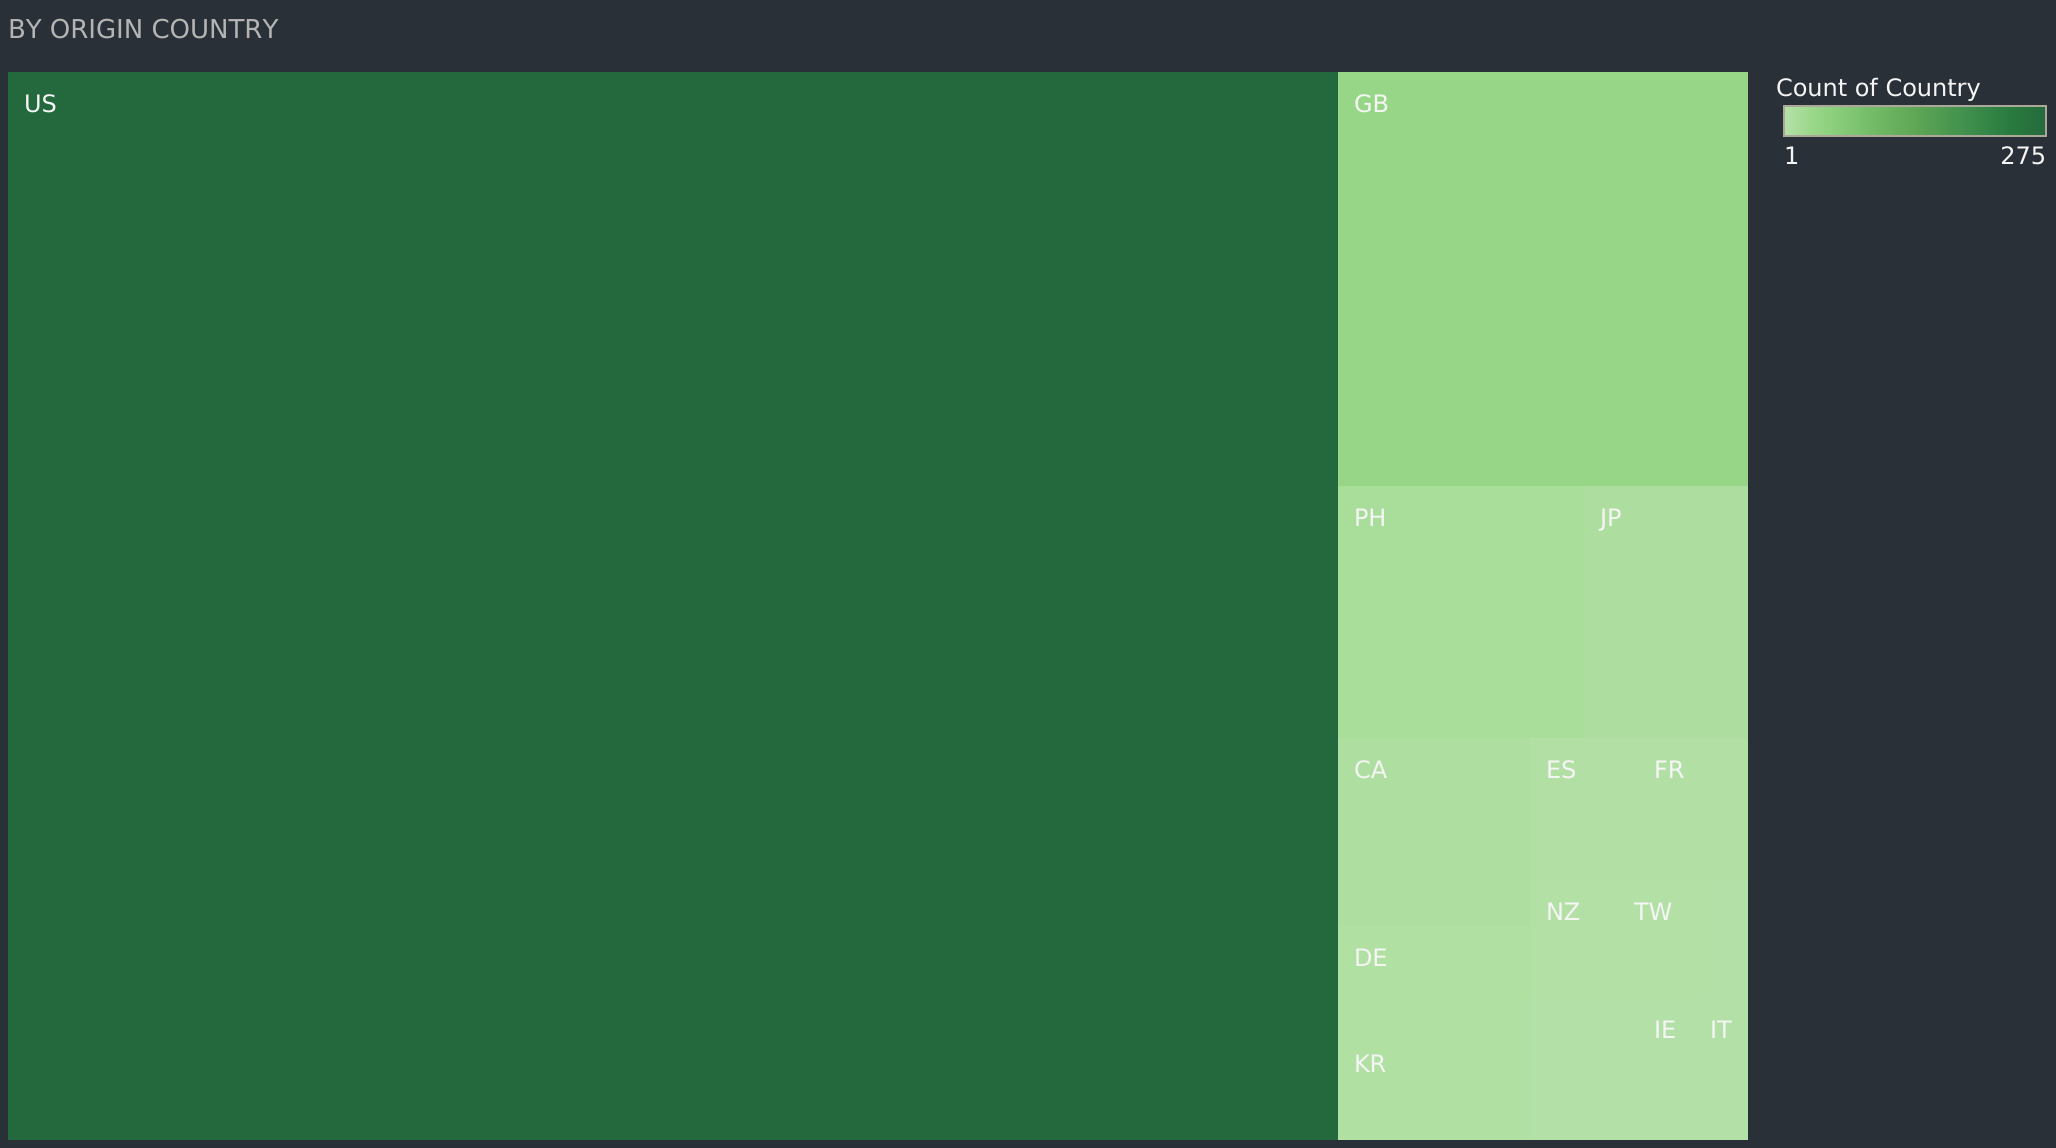 BY ORIGIN COUNTRY
US
GB
Count of Country
1 275
PH
JP
CA
ES
FR
NZ
TW
DE
IE
IT
KR